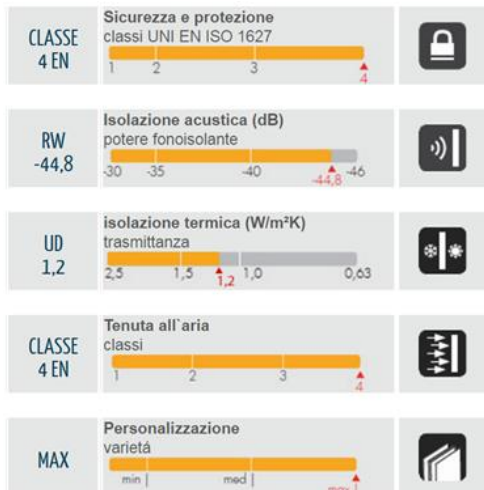 CLASSE
4 EN
Sicurezza e protezione
classi UNI EN ISO 1627
1 2 3 4
RW
-44,8
Isolazione acustica (dB)
potere fonoisolante
-30 -35 -40 -44,8 -46
UD
1,2
isolazione termica (W/m²K)
trasmittanza
2,5 1,5 1,2 1,0 0,63
CLASSE
4 EN
Tenuta all`aria
classi
1 2 3 4
MAX
Personalizzazione
varietá
min med max